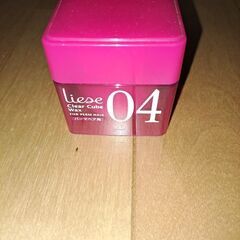 Liese
Clear Cube
Wax
FOR PERM HAIR
パーマヘア用
04